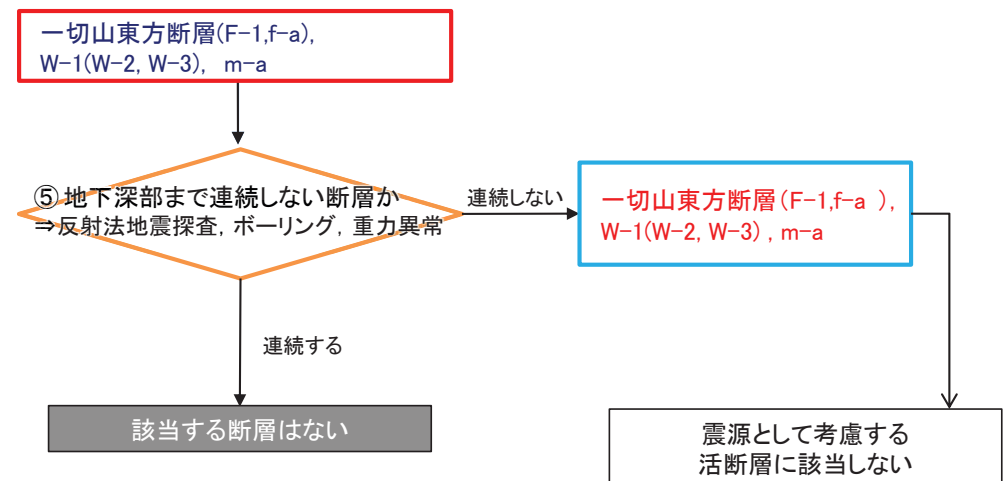 一切山東方断層(F-1,f-a),
W-1(W-2, W-3), m-a
⑤ 地下深部まで連続しない断層か
⇒反射法地震探査, ボーリング, 重力異常
連続しない
一切山東方断層(F-1,f-a ),
W-1(W-2, W-3) , m-a
連続する
該当する断層はない
震源として考慮する
活断層に該当しない